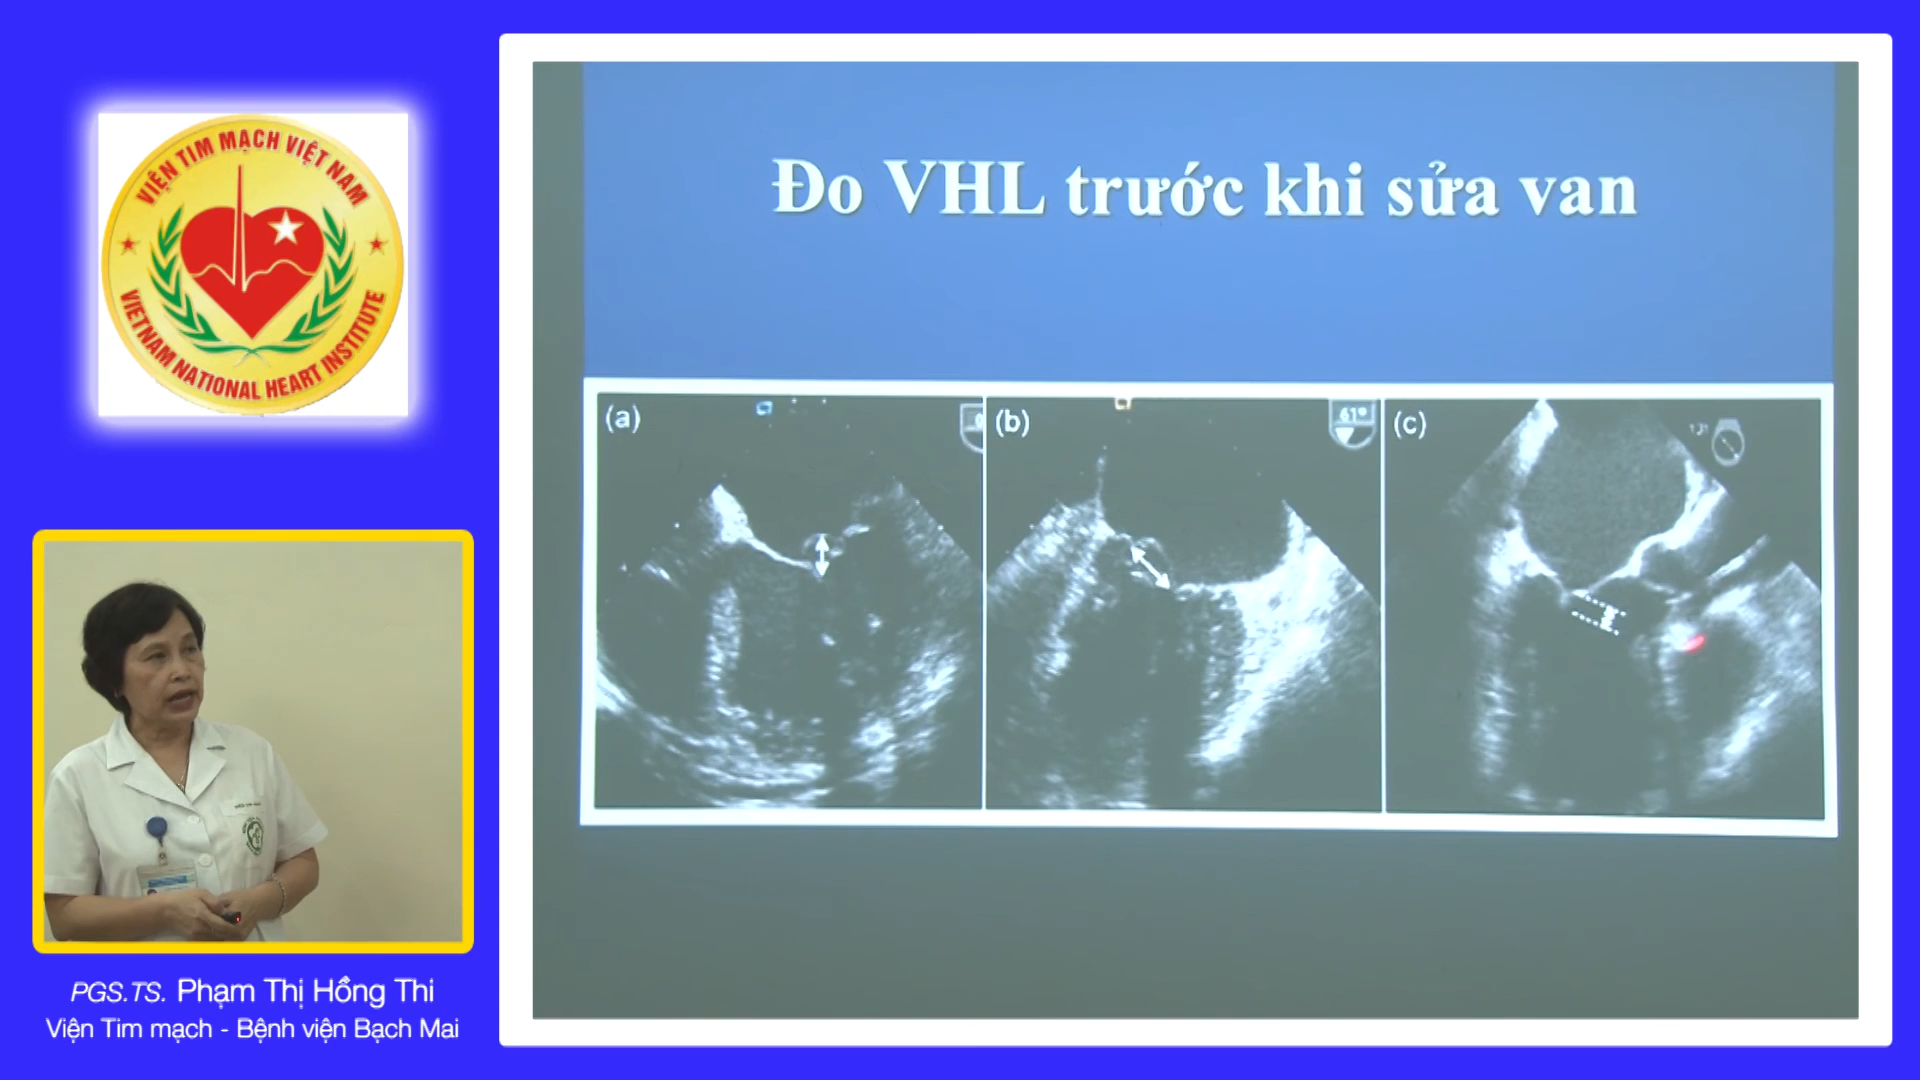 VIỆN TIM MẠCH VIỆT NAM
VIETNAM NATIONAL HEART INSTITUTE
PGS.TS. Phạm Thị Hồng Thi
Viện Tim mạch - Bệnh viện Bạch Mai
Đo VHL trước khi sửa van
(a)
(b)
61°
(c)